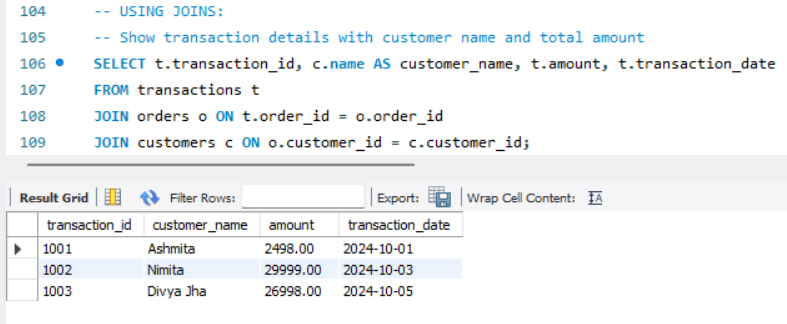 104 -- USING JOINS:
105 -- Show transaction details with customer name and total amount
106 SELECT t.transaction_id, c.name AS customer_name, t.amount, t.transaction_date
107 FROM transactions t
108 JOIN orders o ON t.order_id = o.order_id
109 JOIN customers c ON o.customer_id = c.customer_id;
Result Grid Filter Rows: Export: Wrap Cell Content: IA
transaction_id customer_name amount transaction_date
1001 Ashmita 2498.00 2024-10-01
1002 Nimita 29999.00 2024-10-03
1003 Divya Jha 26998.00 2024-10-05